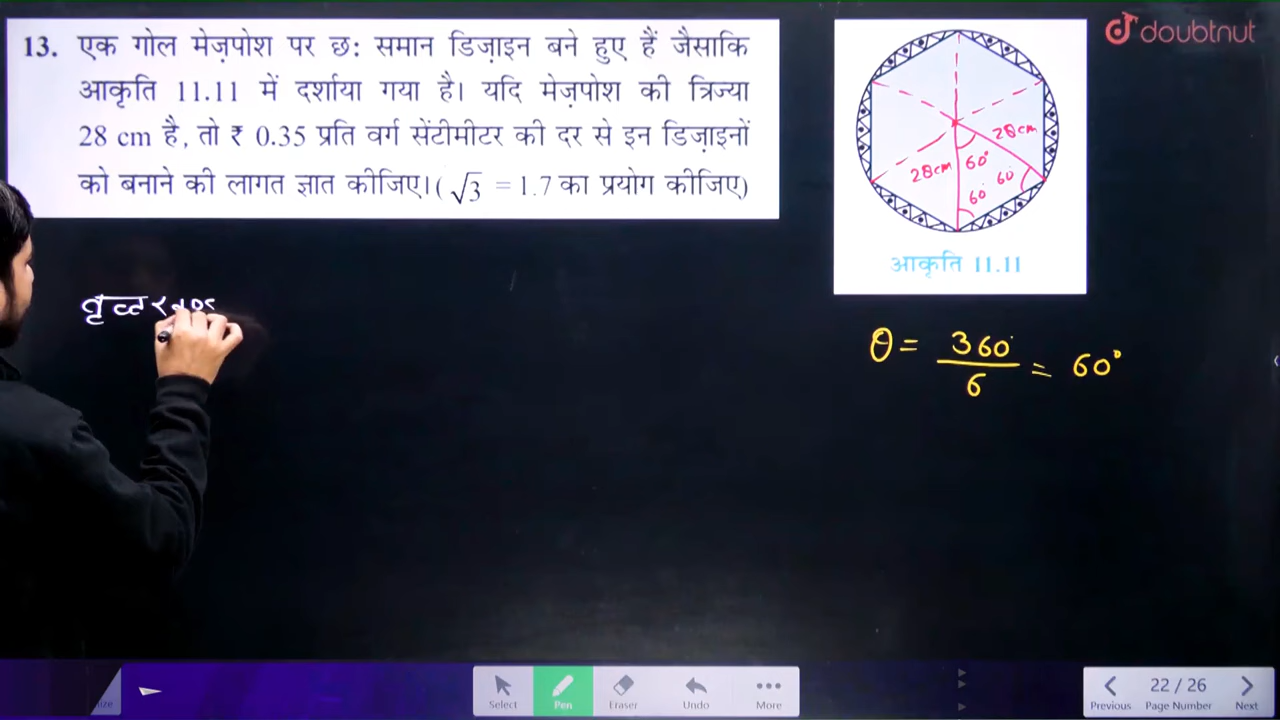 13. एक गोल मेज़पोश पर छ: समान डिज़ाइन बने हुए हैं जैसाकि
आकृति 11.11 में दर्शाया गया है। यदि मेज़पोश की त्रिज्या
28 cm है, तो ₹ 0.35 प्रति वर्ग सेंटीमीटर की दर से इन डिज़ाइनों
को बनाने की लागत ज्ञात कीजिए। (√3 = 1.7 का प्रयोग कीजिए)
doubtnut
28cm
28cm 60°
60
60
आकृति 11.11
θ = 360/6 = 60°
Select
Pen
Eraser
Undo
More
Previous
22 / 26
Page Number
Next